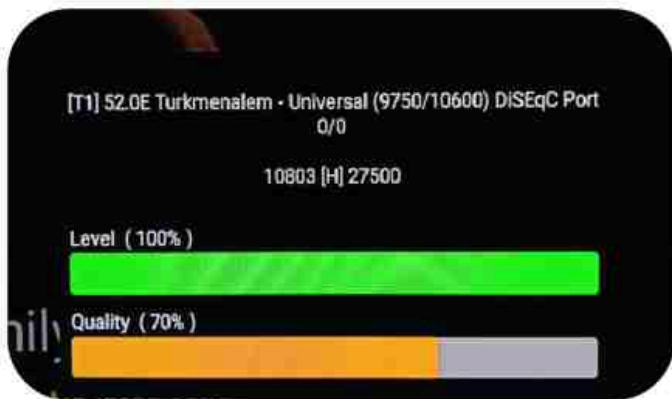 [T1] 52.0E Turkmenalem - Universal (9750/10600) DiSEqC Port
0/0
10803 [H] 27500
Level ( 100% )
Quality ( 70% )